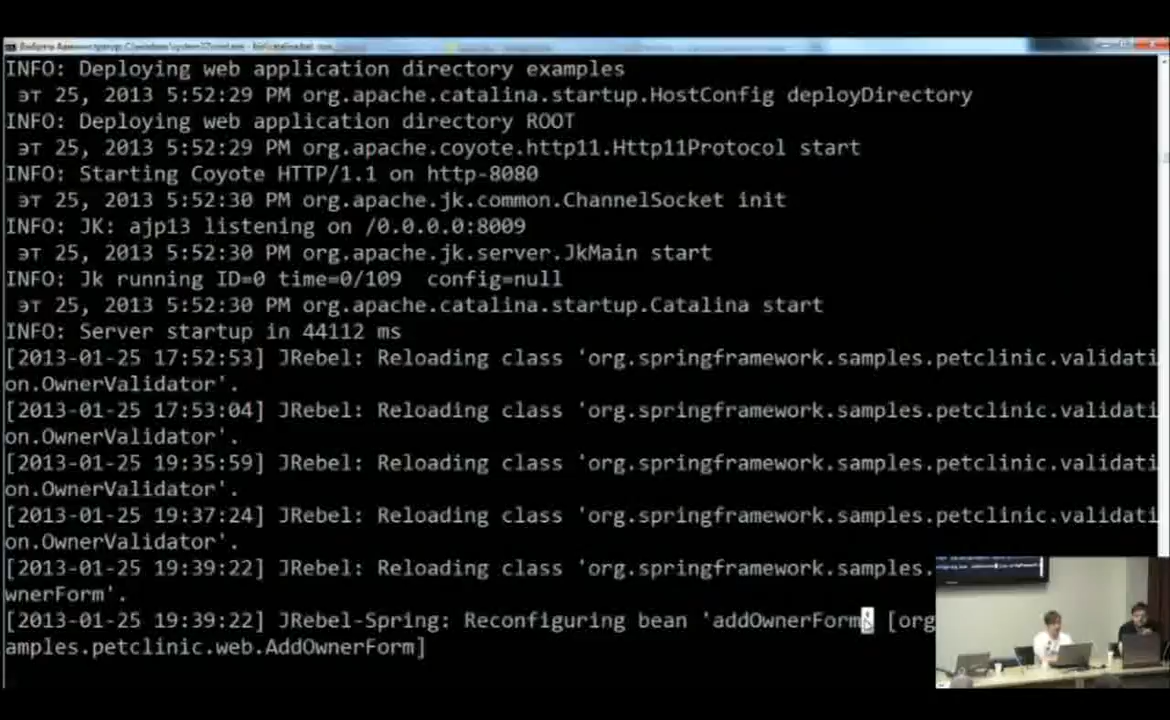 INFO: Deploying web application directory examples
эт 25, 2013 5:52:29 PM org.apache.catalina.startup.HostConfig deployDirectory
INFO: Deploying web application directory ROOT
эт 25, 2013 5:52:29 PM org.apache.coyote.http11.Http11Protocol start
INFO: Starting Coyote HTTP/1.1 on http-8080
эт 25, 2013 5:52:30 PM org.apache.jk.common.ChannelSocket init
INFO: JK: ajp13 listening on /0.0.0.0:8009
эт 25, 2013 5:52:30 PM org.apache.jk.server.JkMain start
INFO: Jk running ID=0 time=0/109  config=null
эт 25, 2013 5:52:30 PM org.apache.catalina.startup.Catalina start
INFO: Server startup in 44112 ms
[2013-01-25 17:52:53] JRebel: Reloading class 'org.springframework.samples.petclinic.validati
on.OwnerValidator'.
[2013-01-25 17:53:04] JRebel: Reloading class 'org.springframework.samples.petclinic.validati
on.OwnerValidator'.
[2013-01-25 19:35:59] JRebel: Reloading class 'org.springframework.samples.petclinic.validati
on.OwnerValidator'.
[2013-01-25 19:37:24] JRebel: Reloading class 'org.springframework.samples.petclinic.validati
on.OwnerValidator'.
[2013-01-25 19:39:22] JRebel: Reloading class 'org.springframework.samples.
wnerForm'.
[2013-01-25 19:39:22] JRebel-Spring: Reconfiguring bean 'addOwnerForm' [org
amples.petclinic.web.AddOwnerForm]